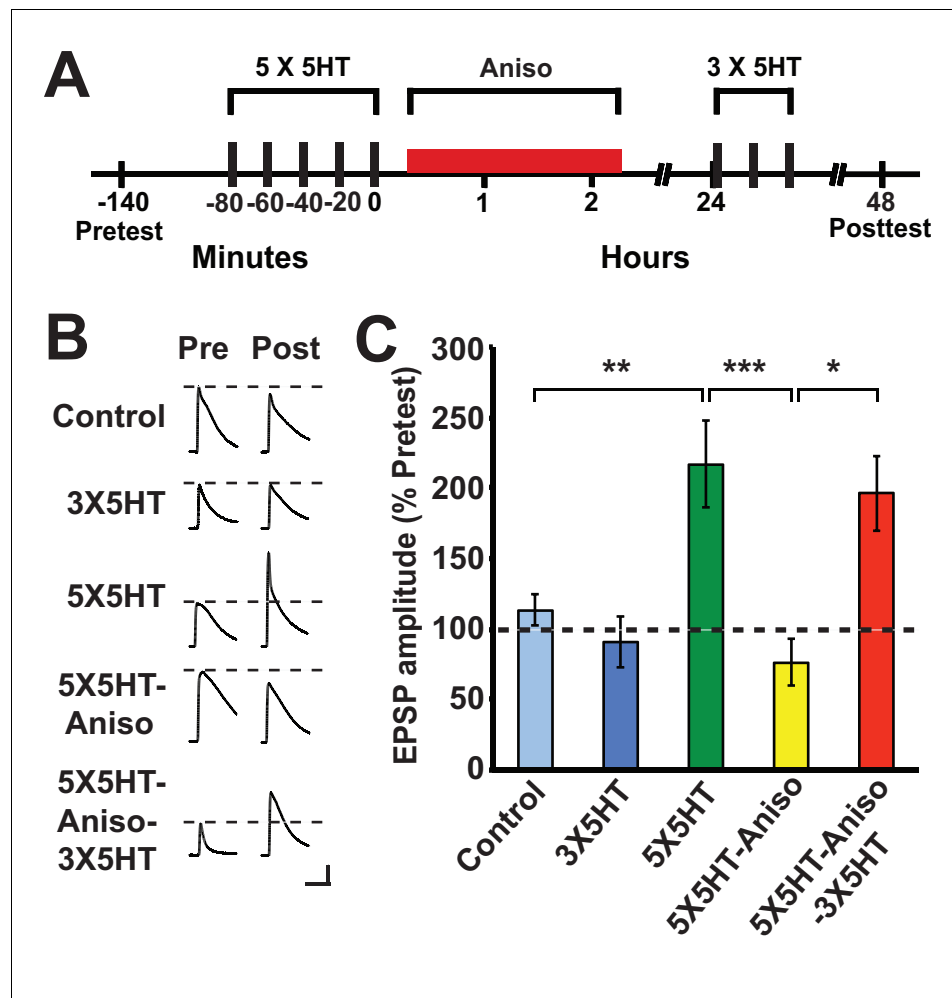 A
5 X 5HT
Aniso
3 X 5HT
-140
-80
-60
-40
-20
0
1
2
24
48
Pretest
Posttest
Minutes
Hours
B
Pre
Post
Control
3X5HT
5X5HT
5X5HT-
Aniso
5X5HT-
Aniso-
3X5HT
C
EPSP amplitude (% Pretest)
300
250
200
150
100
50
0
**
***
*
Control
3X5HT
5X5HT
5X5HT-Aniso
5X5HT-Aniso
-3X5HT